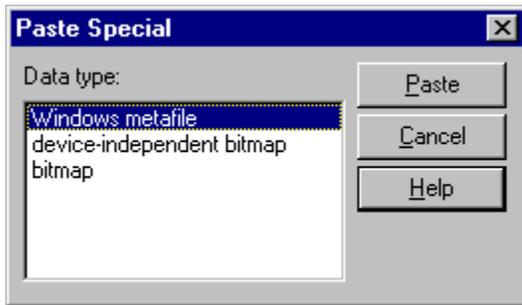 Paste Special
Data type:
Windows metafile
device-independent bitmap
bitmap
Paste
Cancel
Help